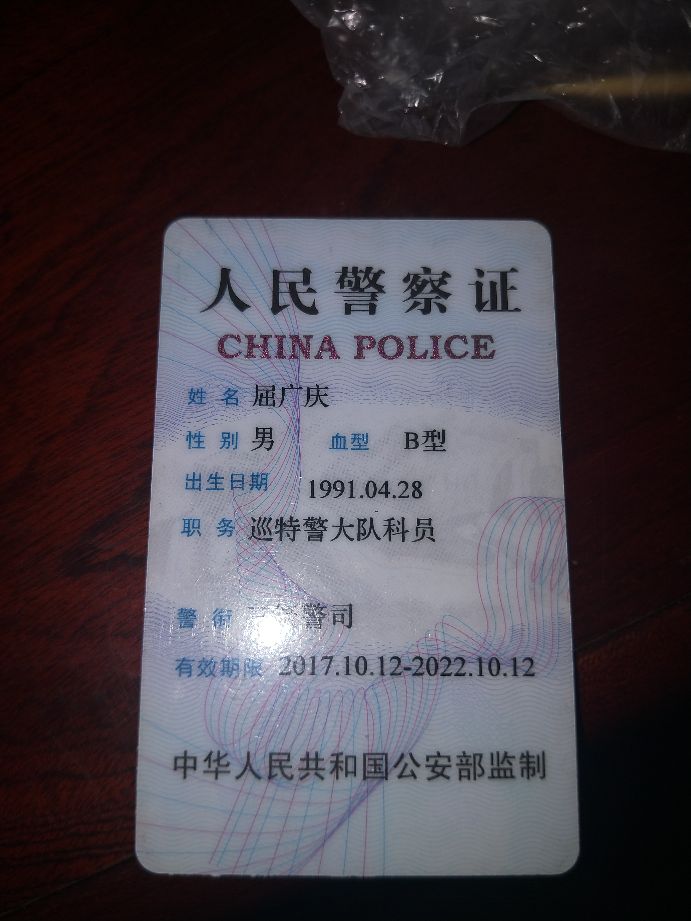 人民警察证
CHINA POLICE
姓名 屈广庆
性别 男 血型 B型
出生日期 1991.04.28
职务 巡特警大队科员
警衔 警司
有效期限 2017.10.12-2022.10.12
中华人民共和国公安部监制